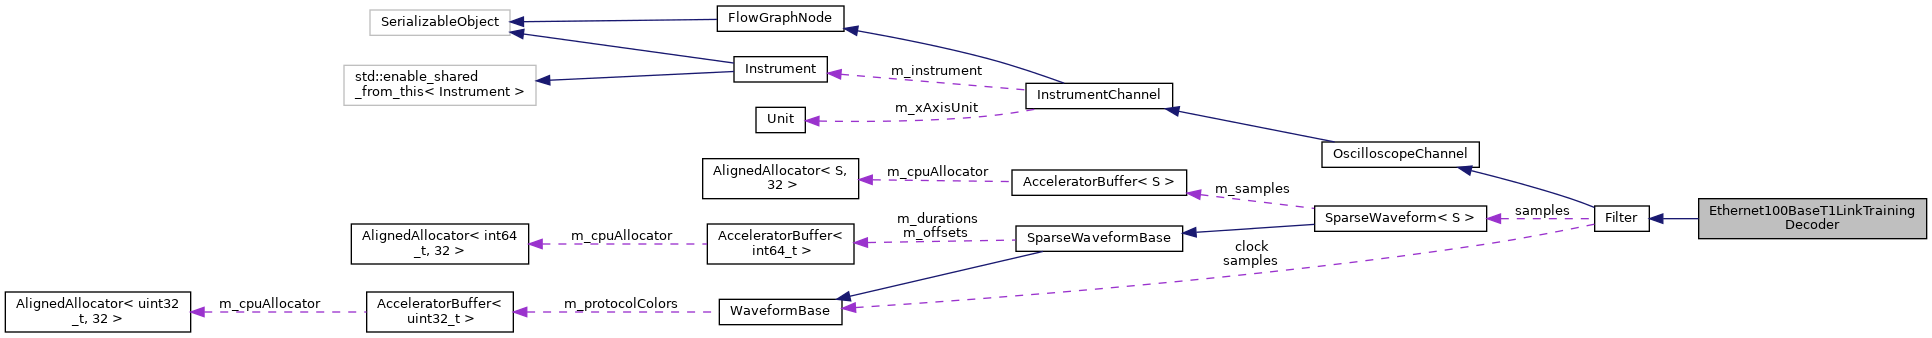 SerializableObject
FlowGraphNode
std::enable_shared
_from_this< Instrument >
Instrument
m_instrument
InstrumentChannel
Unit
m_xAxisUnit
OscilloscopeChannel
AlignedAllocator< S,
32 >
m_cpuAllocator
AcceleratorBuffer< S >
m_samples
SparseWaveform< S >
samples
Filter
Ethernet100BaseT1LinkTraining
Decoder
AlignedAllocator< int64
_t, 32 >
m_cpuAllocator
AcceleratorBuffer<
int64_t >
m_durations
m_offsets
SparseWaveformBase
clock
samples
AlignedAllocator< uint32
_t, 32 >
m_cpuAllocator
AcceleratorBuffer<
uint32_t >
m_protocolColors
WaveformBase